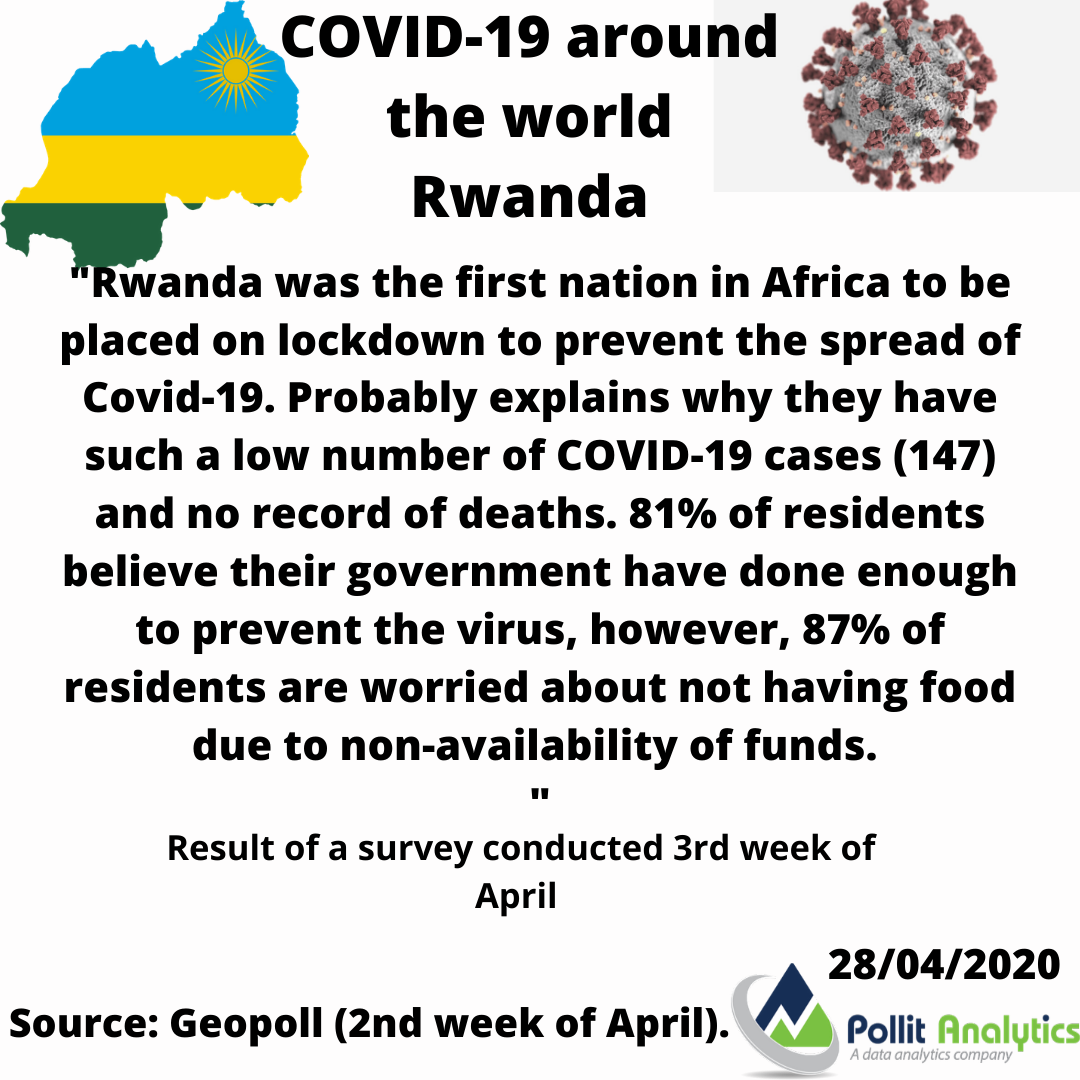 COVID-19 around
the world
Rwanda
"Rwanda was the first nation in Africa to be
placed on lockdown to prevent the spread of
Covid-19. Probably explains why they have
such a low number of COVID-19 cases (147)
and no record of deaths. 81% of residents
believe their government have done enough
to prevent the virus, however, 87% of
residents are worried about not having food
due to non-availability of funds.
"
Result of a survey conducted 3rd week of
April
28/04/2020
Source: Geopoll (2nd week of April).
Pollit Analytics
A data analytics company